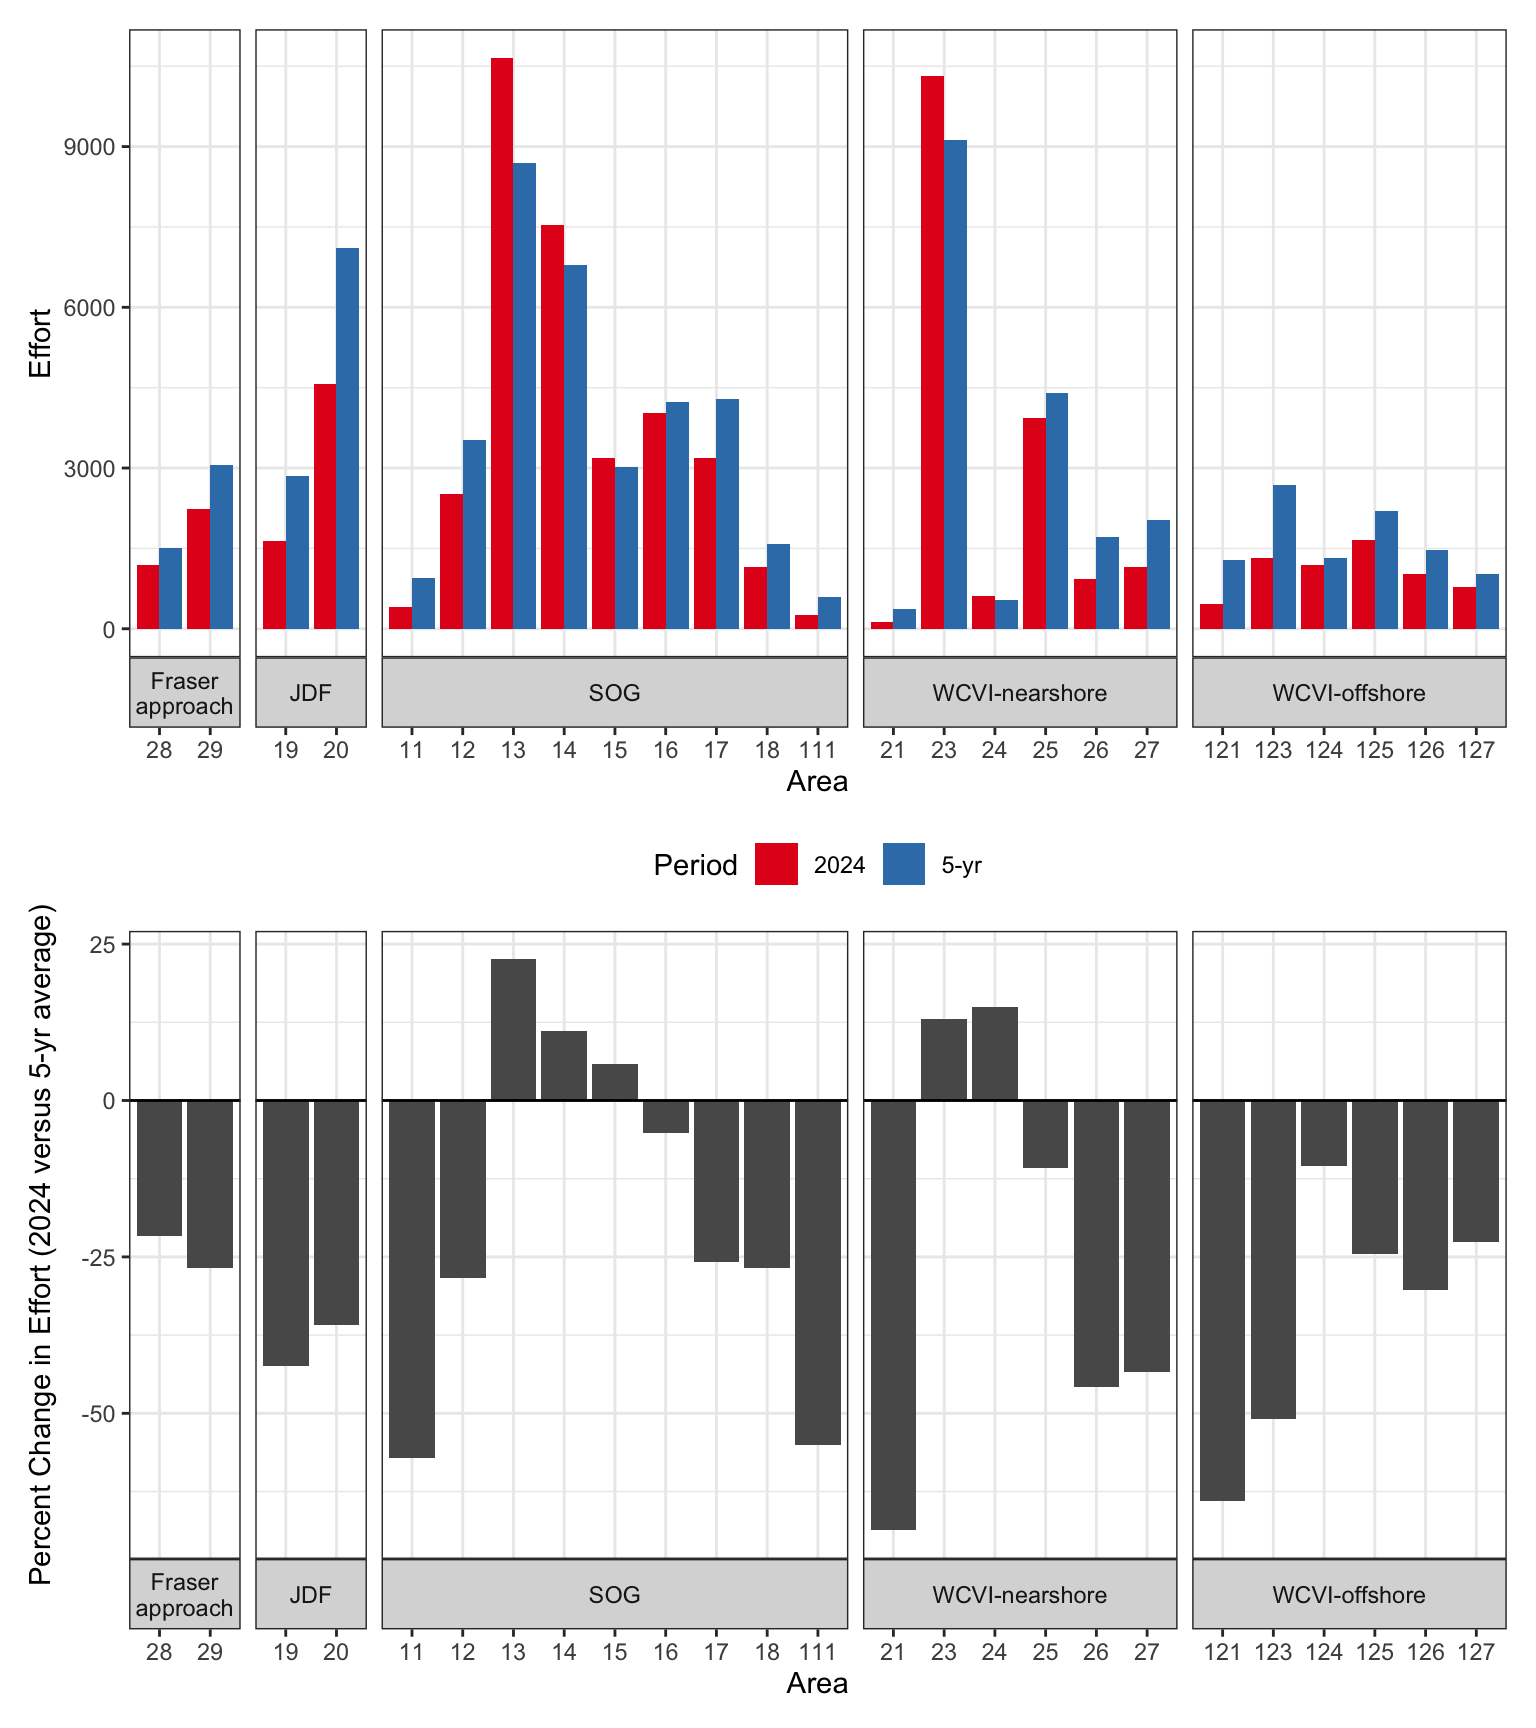 Effort
9000
6000
3000
0
Fraser
approach
JDF
SOG
WCVI-nearshore
WCVI-offshore
28 29 19 20 11 12 13 14 15 16 17 18 111 21 23 24 25 26 27 121 123 124 125 126 127
Area
Period 2024 5-yr
Percent Change in Effort (2024 versus 5-yr average)
25
0
-25
-50
Fraser
approach
JDF
SOG
WCVI-nearshore
WCVI-offshore
28 29 19 20 11 12 13 14 15 16 17 18 111 21 23 24 25 26 27 121 123 124 125 126 127
Area